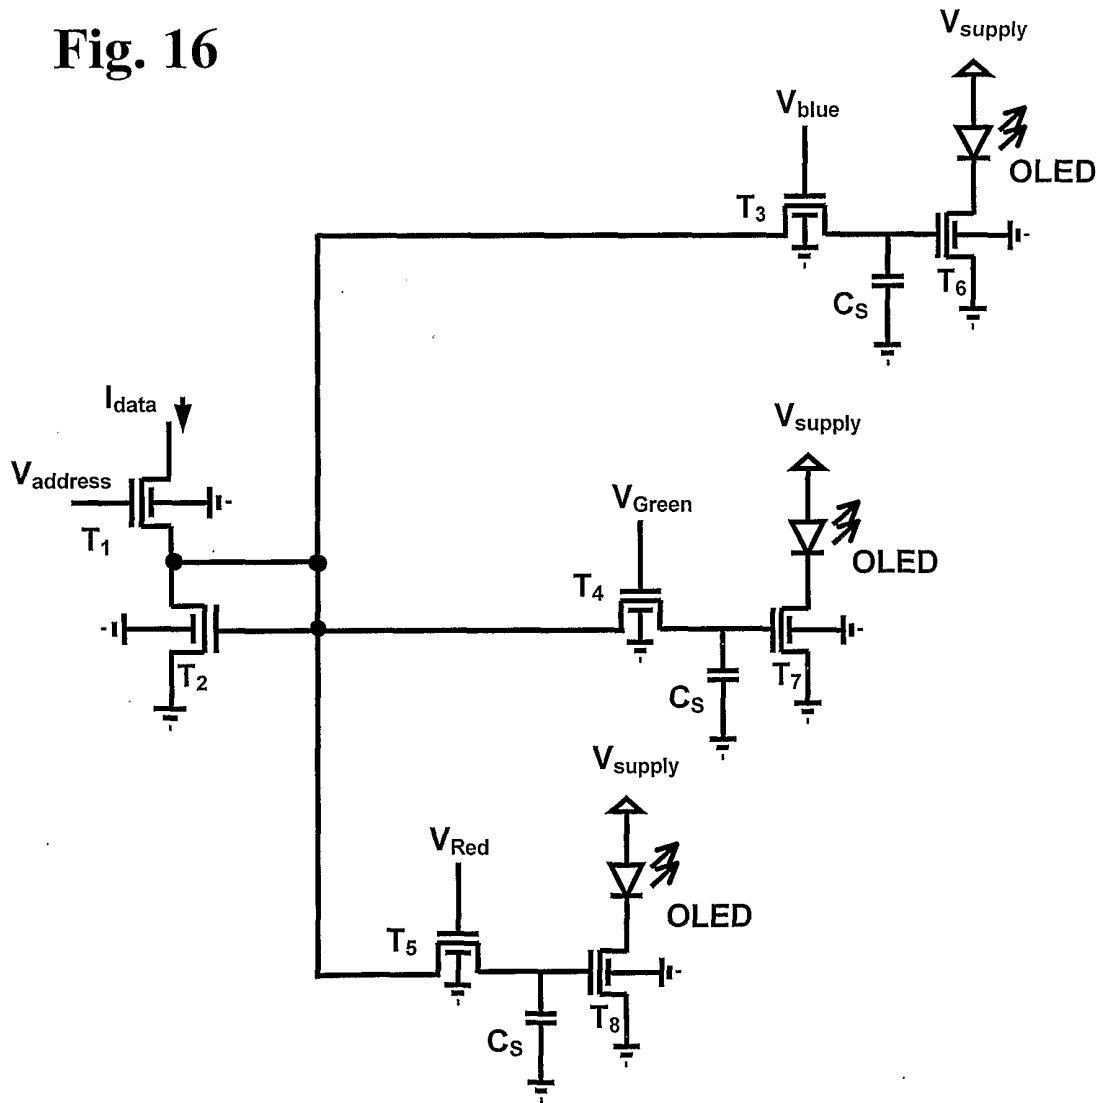 Fig. 16
Vsupply
Vblue
OLED
T3
T6
CS
Idata
Vsupply
Vaddress
VGreen
T1
OLED
T4
T2
T7
CS
Vsupply
VRed
OLED
T5
T8
CS